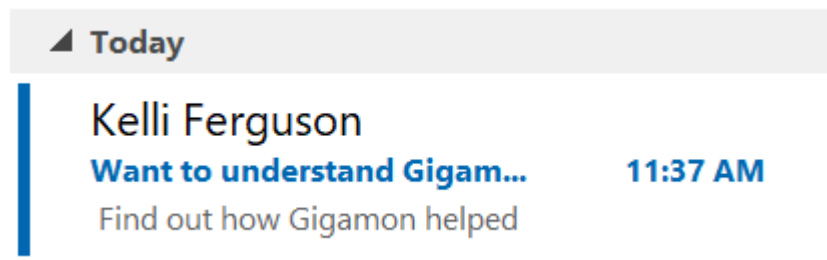 Today
Kelli Ferguson
Want to understand Gigam... 11:37 AM
Find out how Gigamon helped